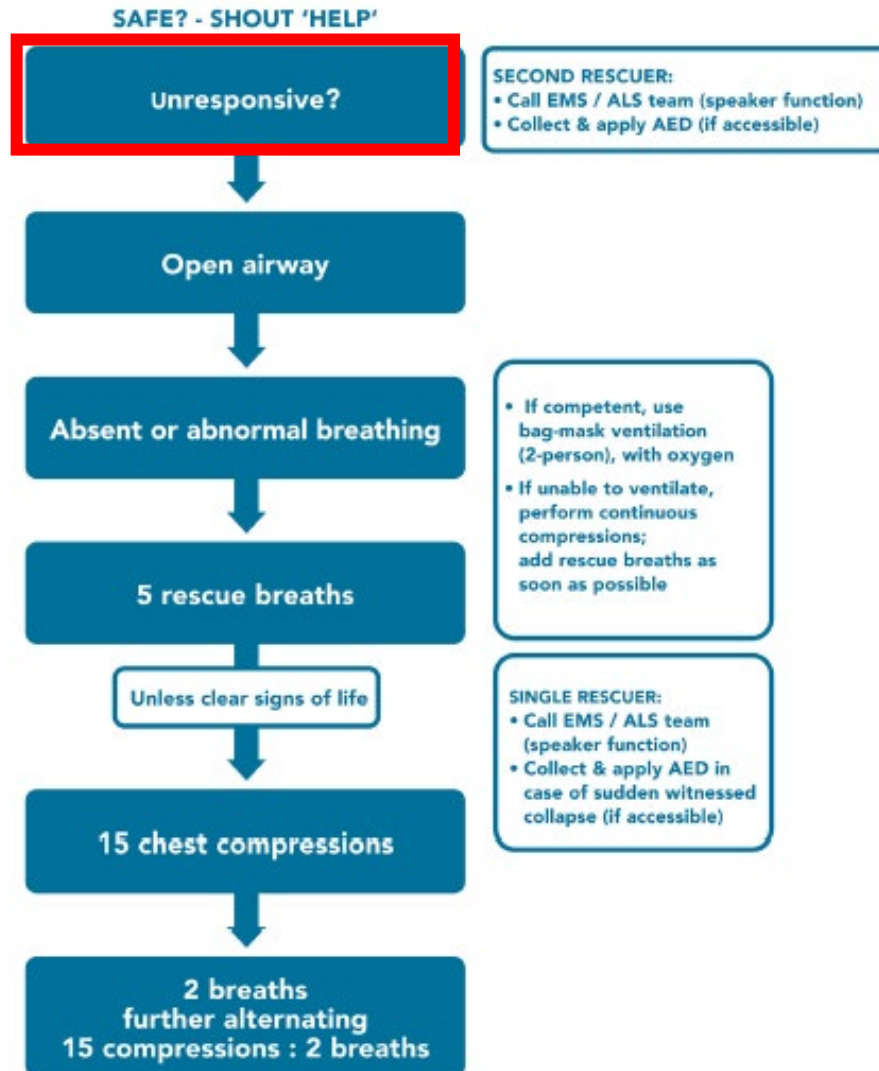 SAFE? - SHOUT 'HELP'
Unresponsive?
SECOND RESCUER:
• Call EMS / ALS team (speaker function)
• Collect & apply AED (if accessible)
Open airway
Absent or abnormal breathing
• If competent, use
bag-mask ventilation
(2-person), with oxygen
• If unable to ventilate,
perform continuous
compressions;
add rescue breaths as
soon as possible
5 rescue breaths
Unless clear signs of life
SINGLE RESCUER:
• Call EMS / ALS team
(speaker function)
• Collect & apply AED in
case of sudden witnessed
collapse (if accessible)
15 chest compressions
2 breaths
further alternating
15 compressions : 2 breaths